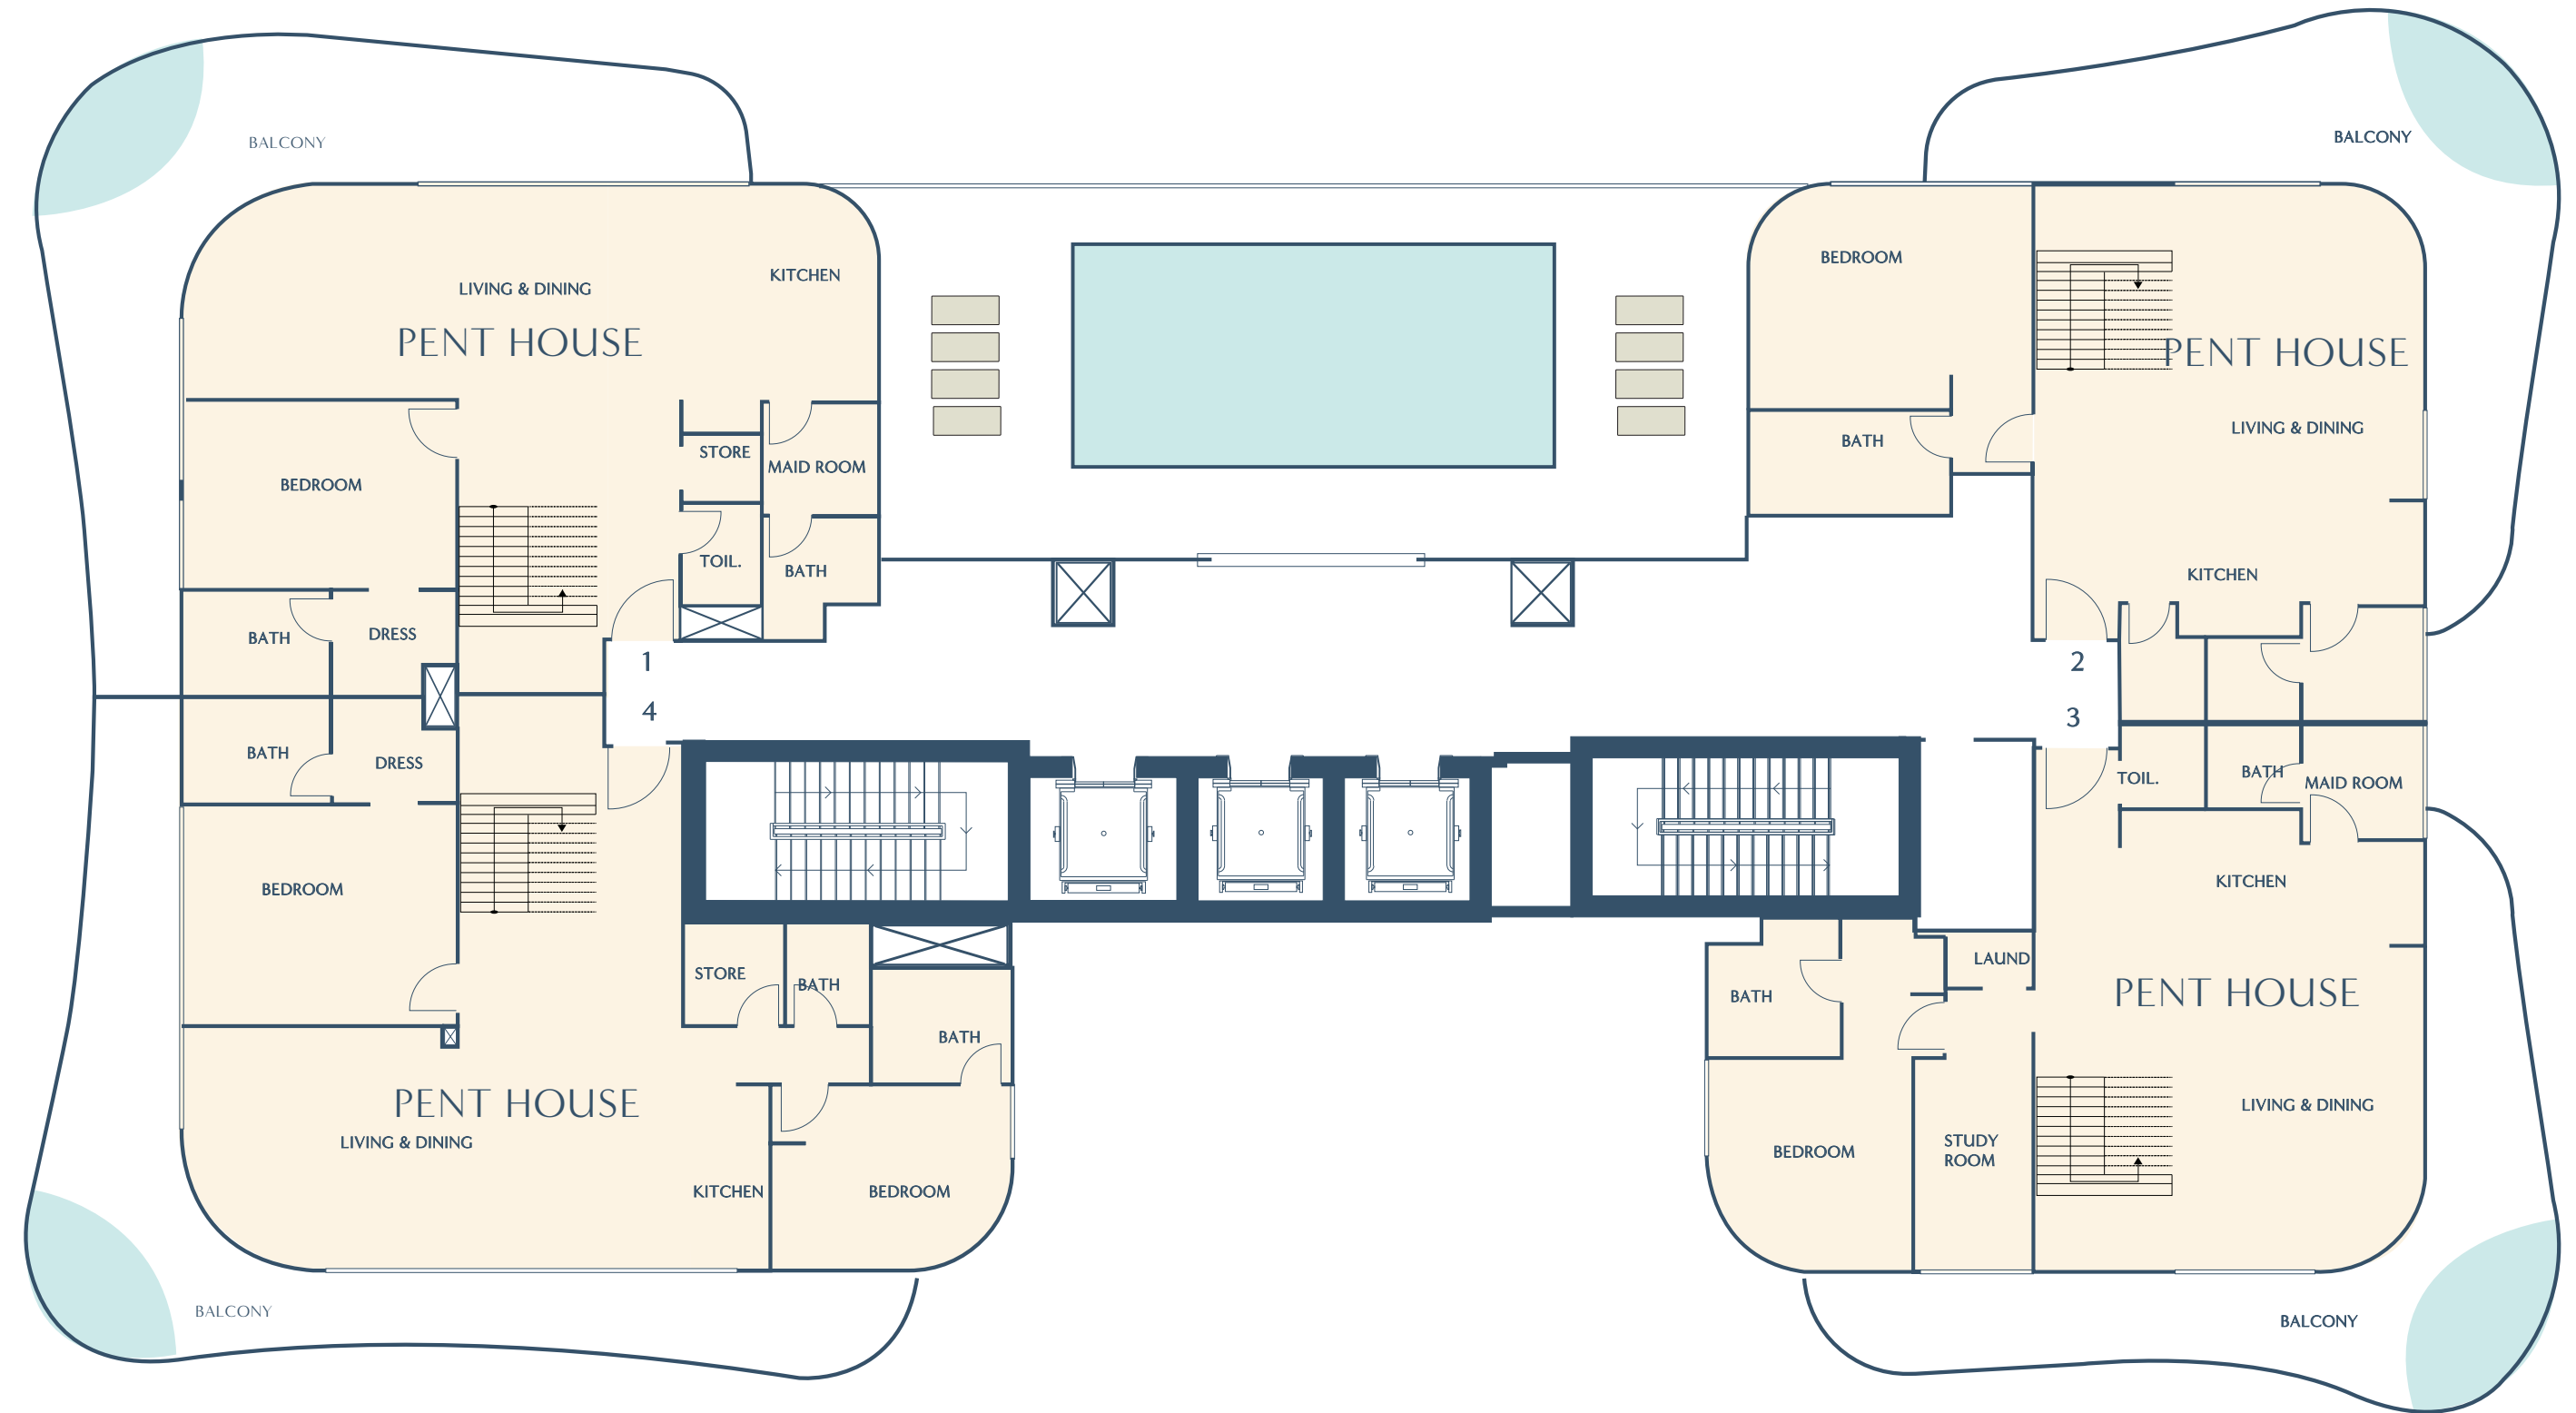 BALCONY
LIVING & DINING
KITCHEN
PENT HOUSE
BEDROOM
STORE
MAID ROOM
TOIL.
BATH
BATH
DRESS
1
BALCONY
BEDROOM
PENT HOUSE
LIVING & DINING
BATH
KITCHEN
2
4
BATH
DRESS
BEDROOM
STORE
BATH
BATH
PENT HOUSE
LIVING & DINING
KITCHEN
BEDROOM
BALCONY
3
TOIL.
BATH
MAID ROOM
KITCHEN
LAUND
BATH
PENT HOUSE
LIVING & DINING
BEDROOM
STUDY
ROOM
BALCONY